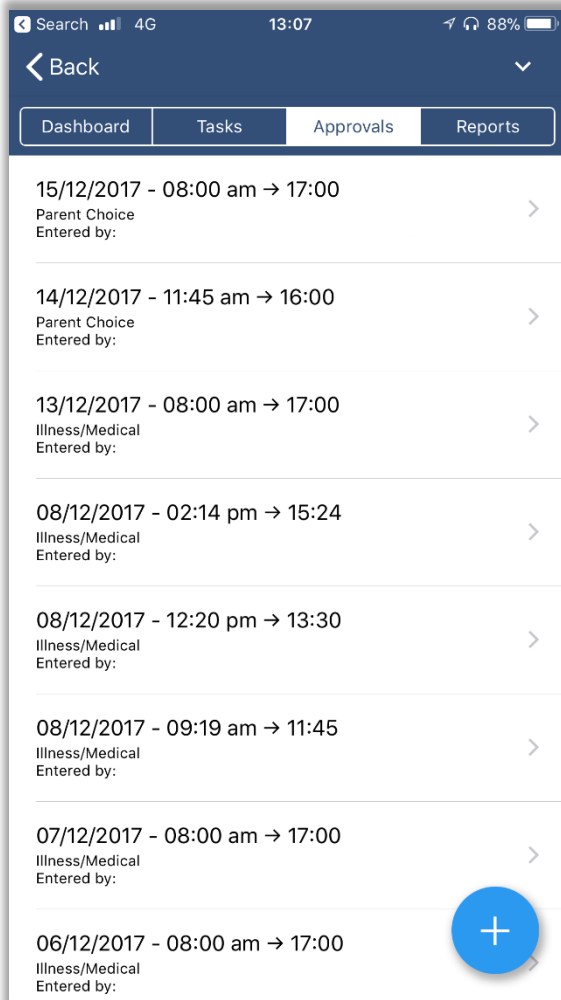 Search 4G 13:07 88%
Back
Dashboard Tasks Approvals Reports
15/12/2017 - 08:00 am → 17:00
Parent Choice
Entered by:
14/12/2017 - 11:45 am → 16:00
Parent Choice
Entered by:
13/12/2017 - 08:00 am → 17:00
Illness/Medical
Entered by:
08/12/2017 - 02:14 pm → 15:24
Illness/Medical
Entered by:
08/12/2017 - 12:20 pm → 13:30
Illness/Medical
Entered by:
08/12/2017 - 09:19 am → 11:45
Illness/Medical
Entered by:
07/12/2017 - 08:00 am → 17:00
Illness/Medical
Entered by:
06/12/2017 - 08:00 am → 17:00
Illness/Medical
Entered by: